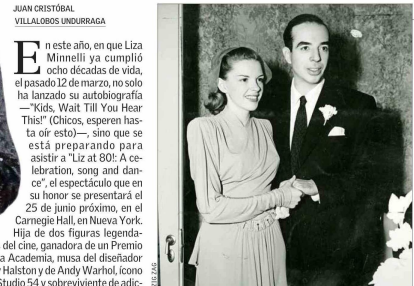 JUAN CRISTÓBAL
VILLALOBOS UNDURRAGA
En este año, en que Liza
Minnelli ya cumplió
ocho décadas de vida,
el pasado 12 de marzo, no solo
ha lanzado su autobiografía
—"Kids, Wait Till You Hear
This!" (Chicos, esperen has-
ta oír esto)—, sino que se
está preparando para
asistir a "Liz at 80!: A ce-
lebration, song and dan-
ce", el espectáculo que en
su honor se presentará el
25 de junio próximo, en el
Carnegie Hall, en Nueva York.
Hija de dos figuras legenda-
s del cine, ganadora de un Premio
a Academia, musa del diseñador
Halston y de Andy Warhol, ícono
Studio 54 y sobreviviente de adic-
ZIG ZAG